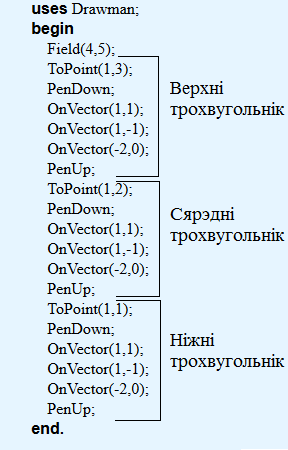 uses Drawman;
begin
Field(4,5);
ToPoint(1,3);
PenDown;
OnVector(1,1);
OnVector(1,-1);
OnVector(-2,0);
PenUp;
Верхні
трохвугольнік
ToPoint(1,2);
PenDown;
OnVector(1,1);
OnVector(1,-1);
OnVector(-2,0);
PenUp;
Сярэдні
трохвугольнік
ToPoint(1,1);
PenDown;
OnVector(1,1);
OnVector(1,-1);
OnVector(-2,0);
PenUp;
Ніжні
трохвугольнік
end.